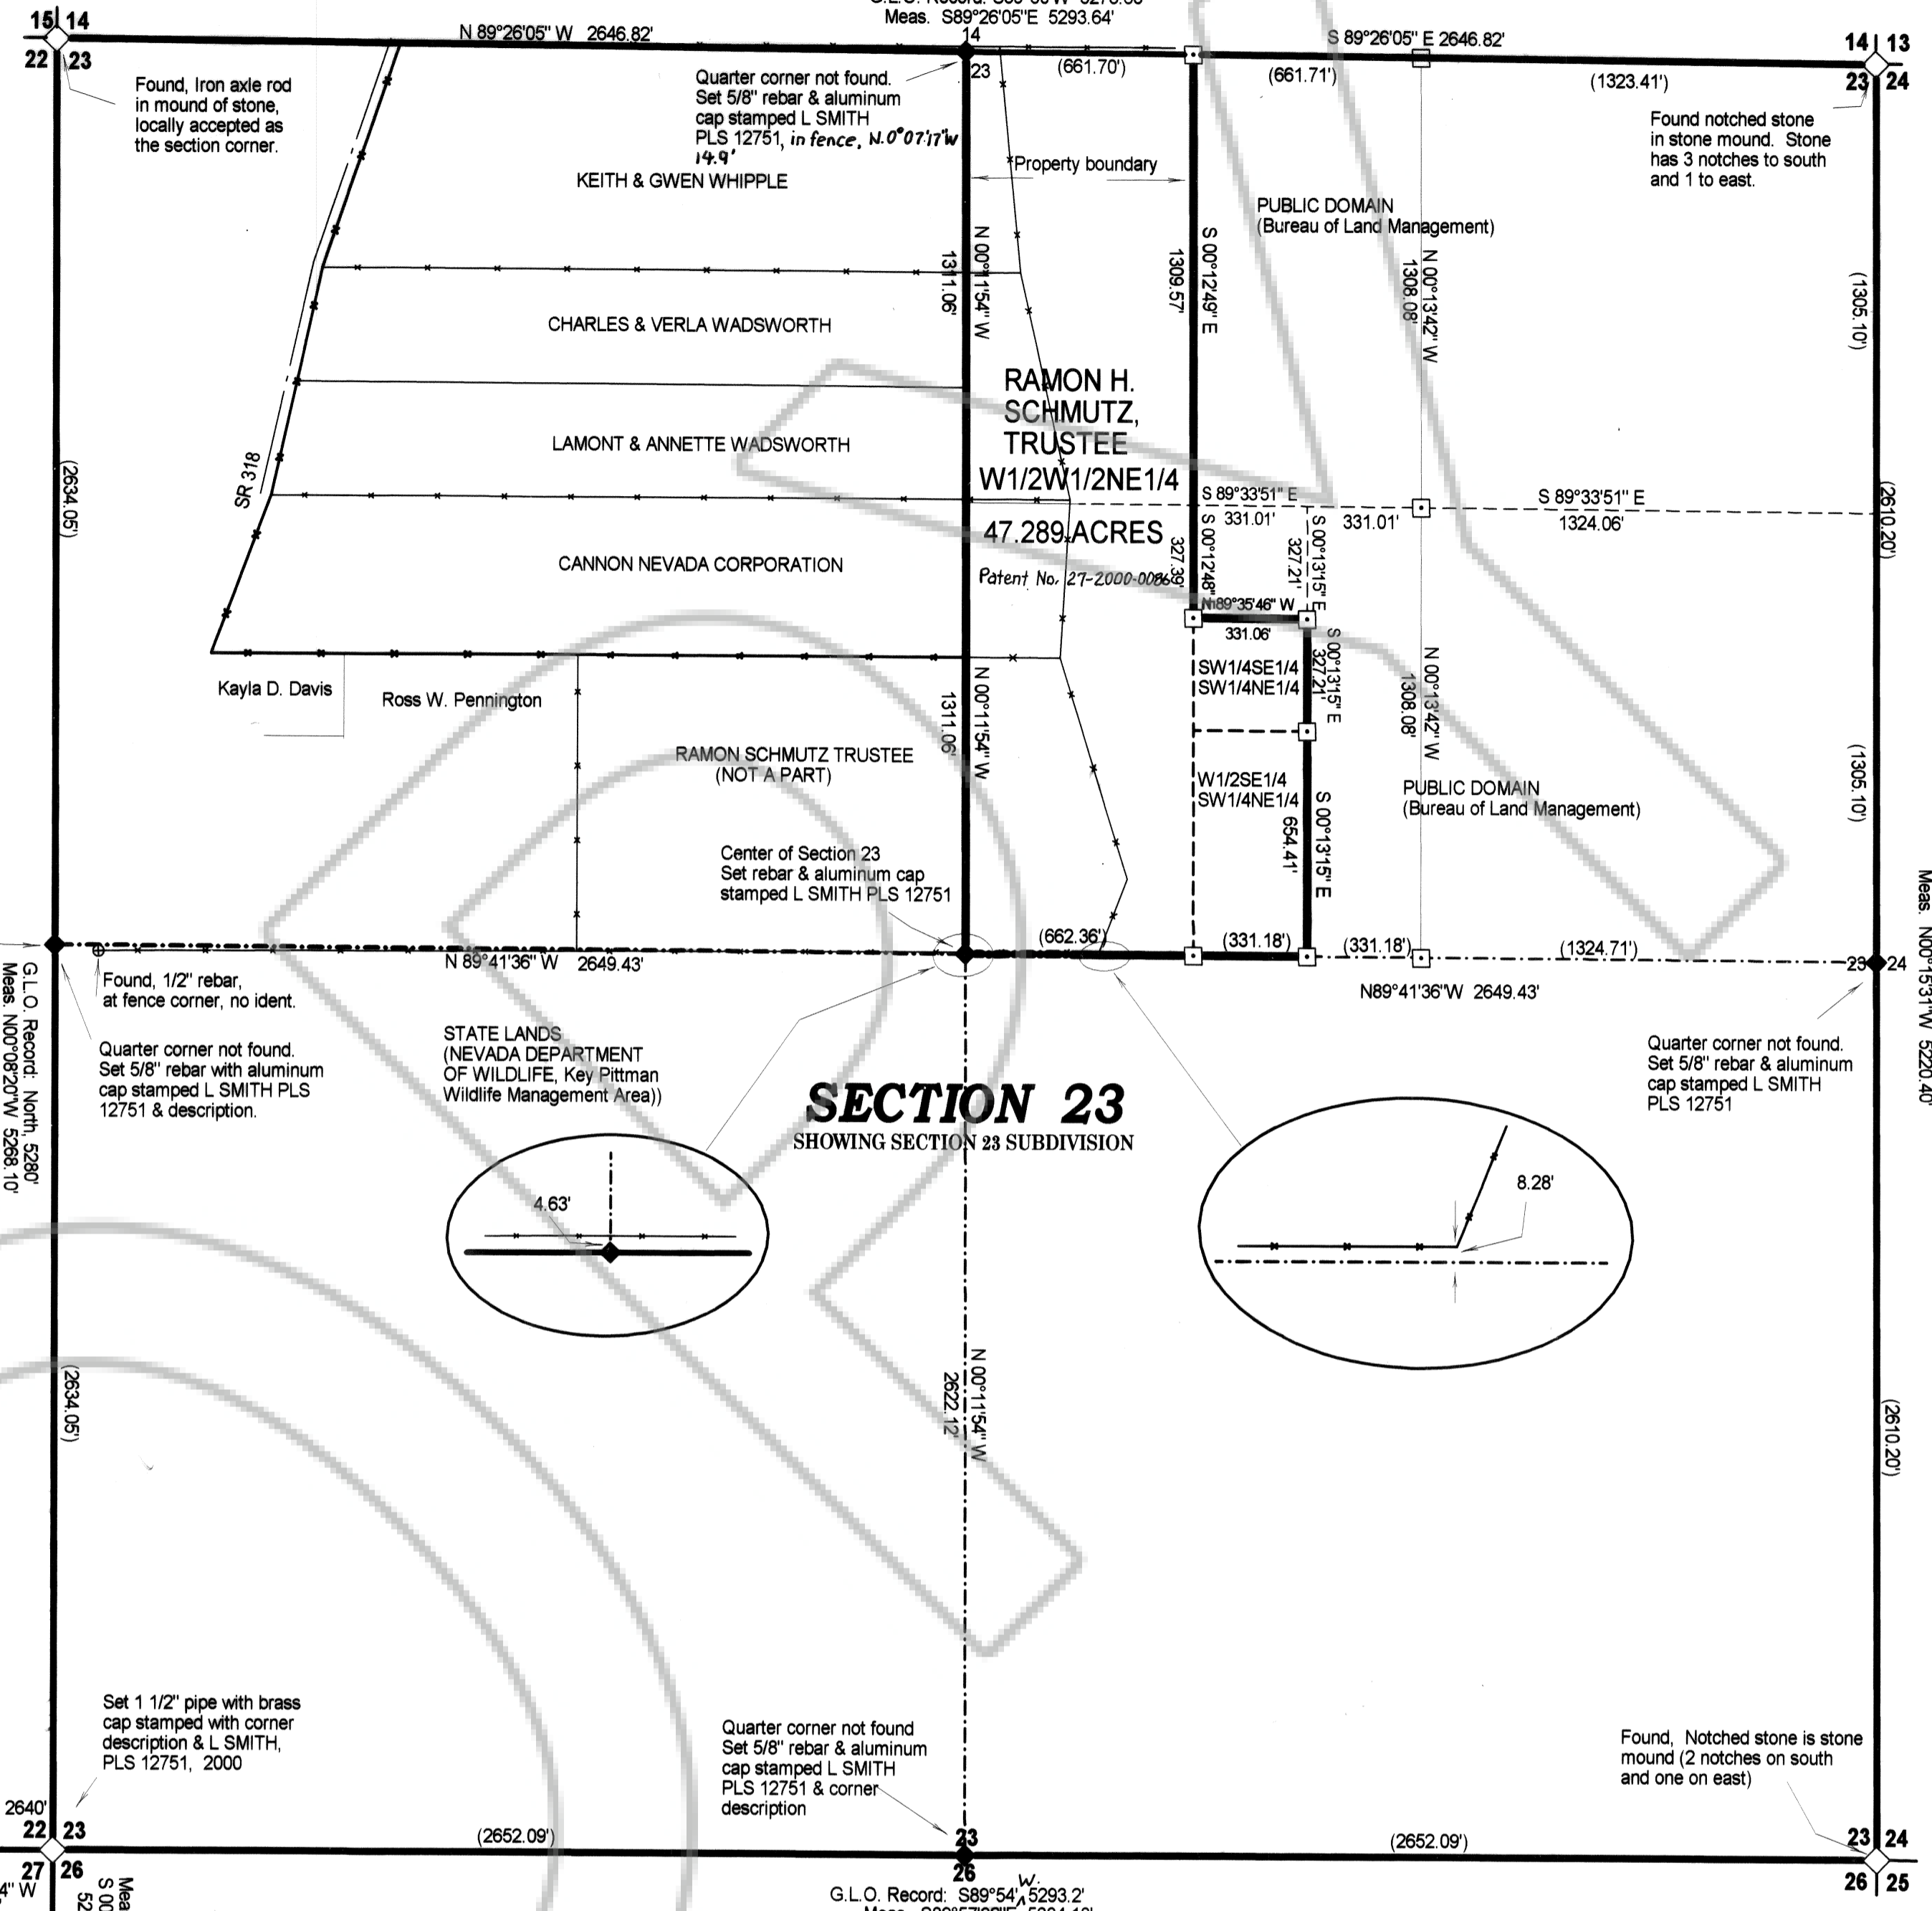 Meas. S89°26'05"E 5293.64'
15 14
22 23
N 89°26'05" W 2646.82'
14
23
(661.70')
S 89°26'05" E 2646.82'
(661.71')
(1323.41')
14 13
23 24
Found, Iron axle rod
in mound of stone,
locally accepted as
the section corner.
Quarter corner not found.
Set 5/8" rebar & aluminum
cap stamped L SMITH
PLS 12751, in fence, N.0°07'17"W
14.9'
Found notched stone
in stone mound. Stone
has 3 notches to south
and 1 to east.
KEITH & GWEN WHIPPLE
Property boundary
PUBLIC DOMAIN
(Bureau of Land Management)
N 00°11'54" W
1311.06'
S 00°12'49" E
1309.57'
N 00°13'42" W
1308.08'
(1305.10')
CHARLES & VERLA WADSWORTH
RAMON H.
SCHMUTZ,
TRUSTEE
W1/2W1/2NE1/4
47.289 ACRES
Patent No. 27-2000-0086
LAMONT & ANNETTE WADSWORTH
SR 318
(2634.05')
S 89°33'51" E
331.01'
331.01'
S 89°33'51" E
1324.06'
(2610.20')
S 00°12'48"
327.39'
S 00°13'15" E
327.21'
CANNON NEVADA CORPORATION
N 89°35'46" W
331.06'
S 00°13'15" E
327.21'
SW1/4SE1/4
SW1/4NE1/4
N 00°13'42" W
1308.08'
Kayla D. Davis
Ross W. Pennington
N 00°11'54" W
1311.06'
RAMON SCHMUTZ TRUSTEE
(NOT A PART)
W1/2SE1/4
SW1/4NE1/4
S 00°13'15" E
654.41'
PUBLIC DOMAIN
(Bureau of Land Management)
(1305.10')
Center of Section 23
Set rebar & aluminum cap
stamped L SMITH PLS 12751
(662.36')
(331.18')
(331.18')
(1324.71')
N 89°41'36" W 2649.43'
N89°41'36"W 2649.43'
23 24
Found, 1/2" rebar,
at fence corner, no ident.
G.L.O. Record: North, 5280'
Meas. N00°08'20"W 5268.10'
Meas. N00°15'31"W 5220.40'
Quarter corner not found.
Set 5/8" rebar with aluminum
cap stamped L SMITH PLS
12751 & description.
STATE LANDS
(NEVADA DEPARTMENT
OF WILDLIFE, Key Pittman
Wildlife Management Area))
Quarter corner not found.
Set 5/8" rebar & aluminum
cap stamped L SMITH
PLS 12751
SECTION 23
SHOWING SECTION 23 SUBDIVISION
4.63'
8.28'
(2634.05')
N 00°11'54" W
2622.12'
(2610.20')
Set 1 1/2" pipe with brass
cap stamped with corner
description & L SMITH,
PLS 12751, 2000
Quarter corner not found
Set 5/8" rebar & aluminum
cap stamped L SMITH
PLS 12751 & corner
description
Found, Notched stone is stone
mound (2 notches on south
and one on east)
2640'
22 23
27 26
(2652.09')
23
26
(2652.09')
23 24
26 25
W.
G.L.O. Record: S89°54' 5293.2'